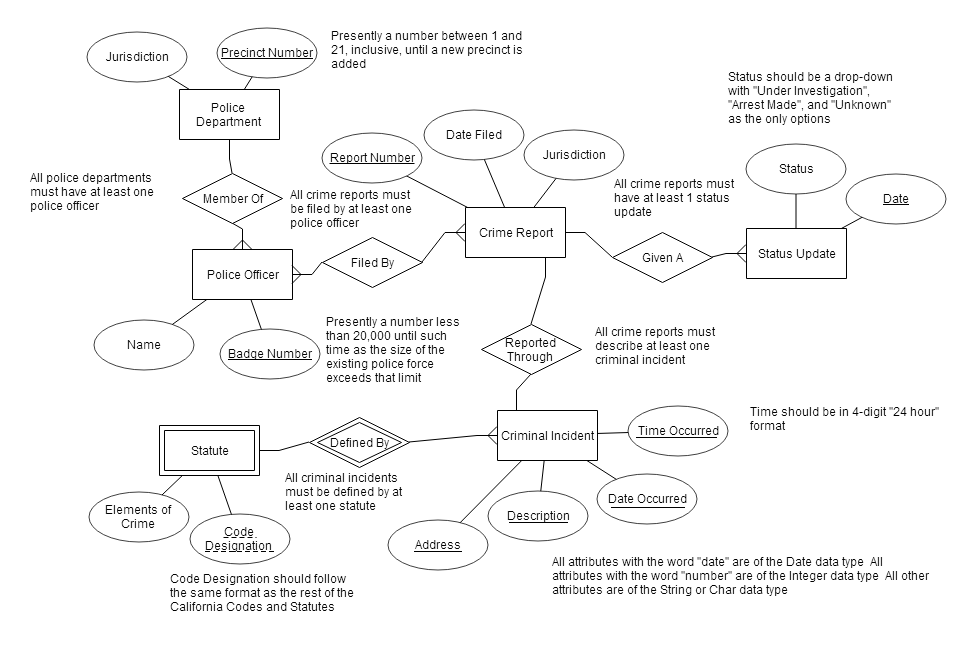 Jurisdiction
Precinct Number
Presently a number between 1 and
21, inclusive, until a new precinct is
added
Police
Department
Status should be a drop-down
with "Under Investigation",
"Arrest Made", and "Unknown"
as the only options
Report Number
Date Filed
Jurisdiction
Status
Date
All police departments
must have at least one
police officer
Member Of
All crime reports must
be filed by at least one
police officer
All crime reports must
have at least 1 status
update
Crime Report
Police Officer
Filed By
Given A
Status Update
Name
Badge Number
Presently a number less
than 20,000 until such
time as the size of the
existing police force
exceeds that limit
Reported
Through
All crime reports must
describe at least one
criminal incident
Time should be in 4-digit "24 hour"
format
Statute
Defined By
Criminal Incident
Time Occurred
All criminal incidents
must be defined by at
least one statute
Elements of
Crime
Code
Designation
Address
Description
Date Occurred
Code Designation should follow
the same format as the rest of the
California Codes and Statutes
All attributes with the word "date" are of the Date data type  All
attributes with the word "number" are of the Integer data type  All other
attributes are of the String or Char data type